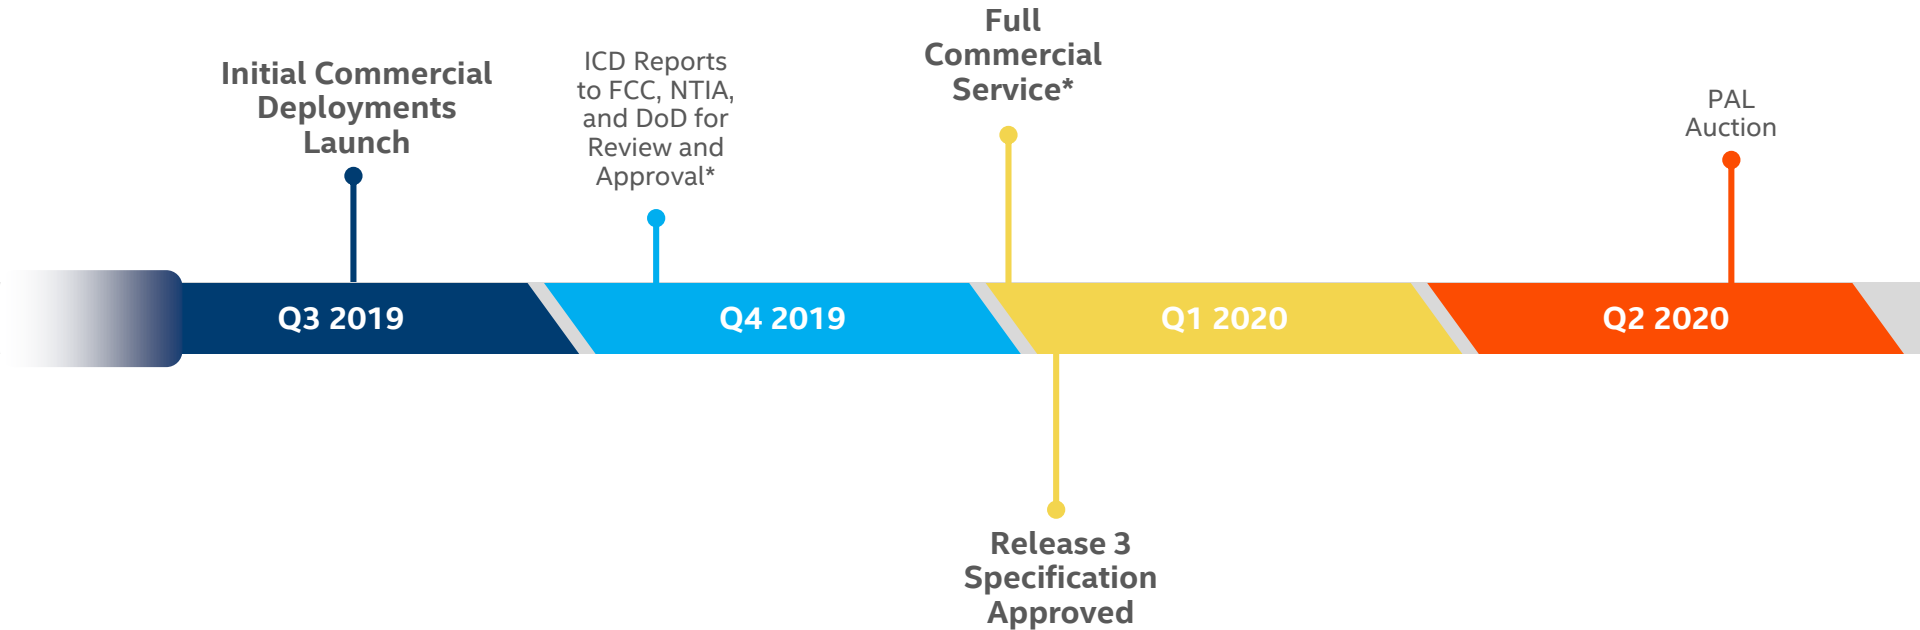 Initial Commercial
Deployments
Launch
ICD Reports
to FCC, NTIA,
and DoD for
Review and
Approval*
Full
Commercial
Service*
PAL
Auction
Q3 2019
Q4 2019
Q1 2020
Q2 2020
Release 3
Specification
Approved